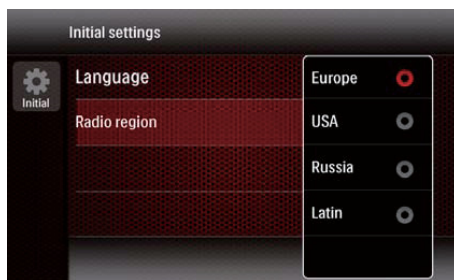 Initial settings
Initial
Language
Radio region
Europe
USA
Russia
Latin